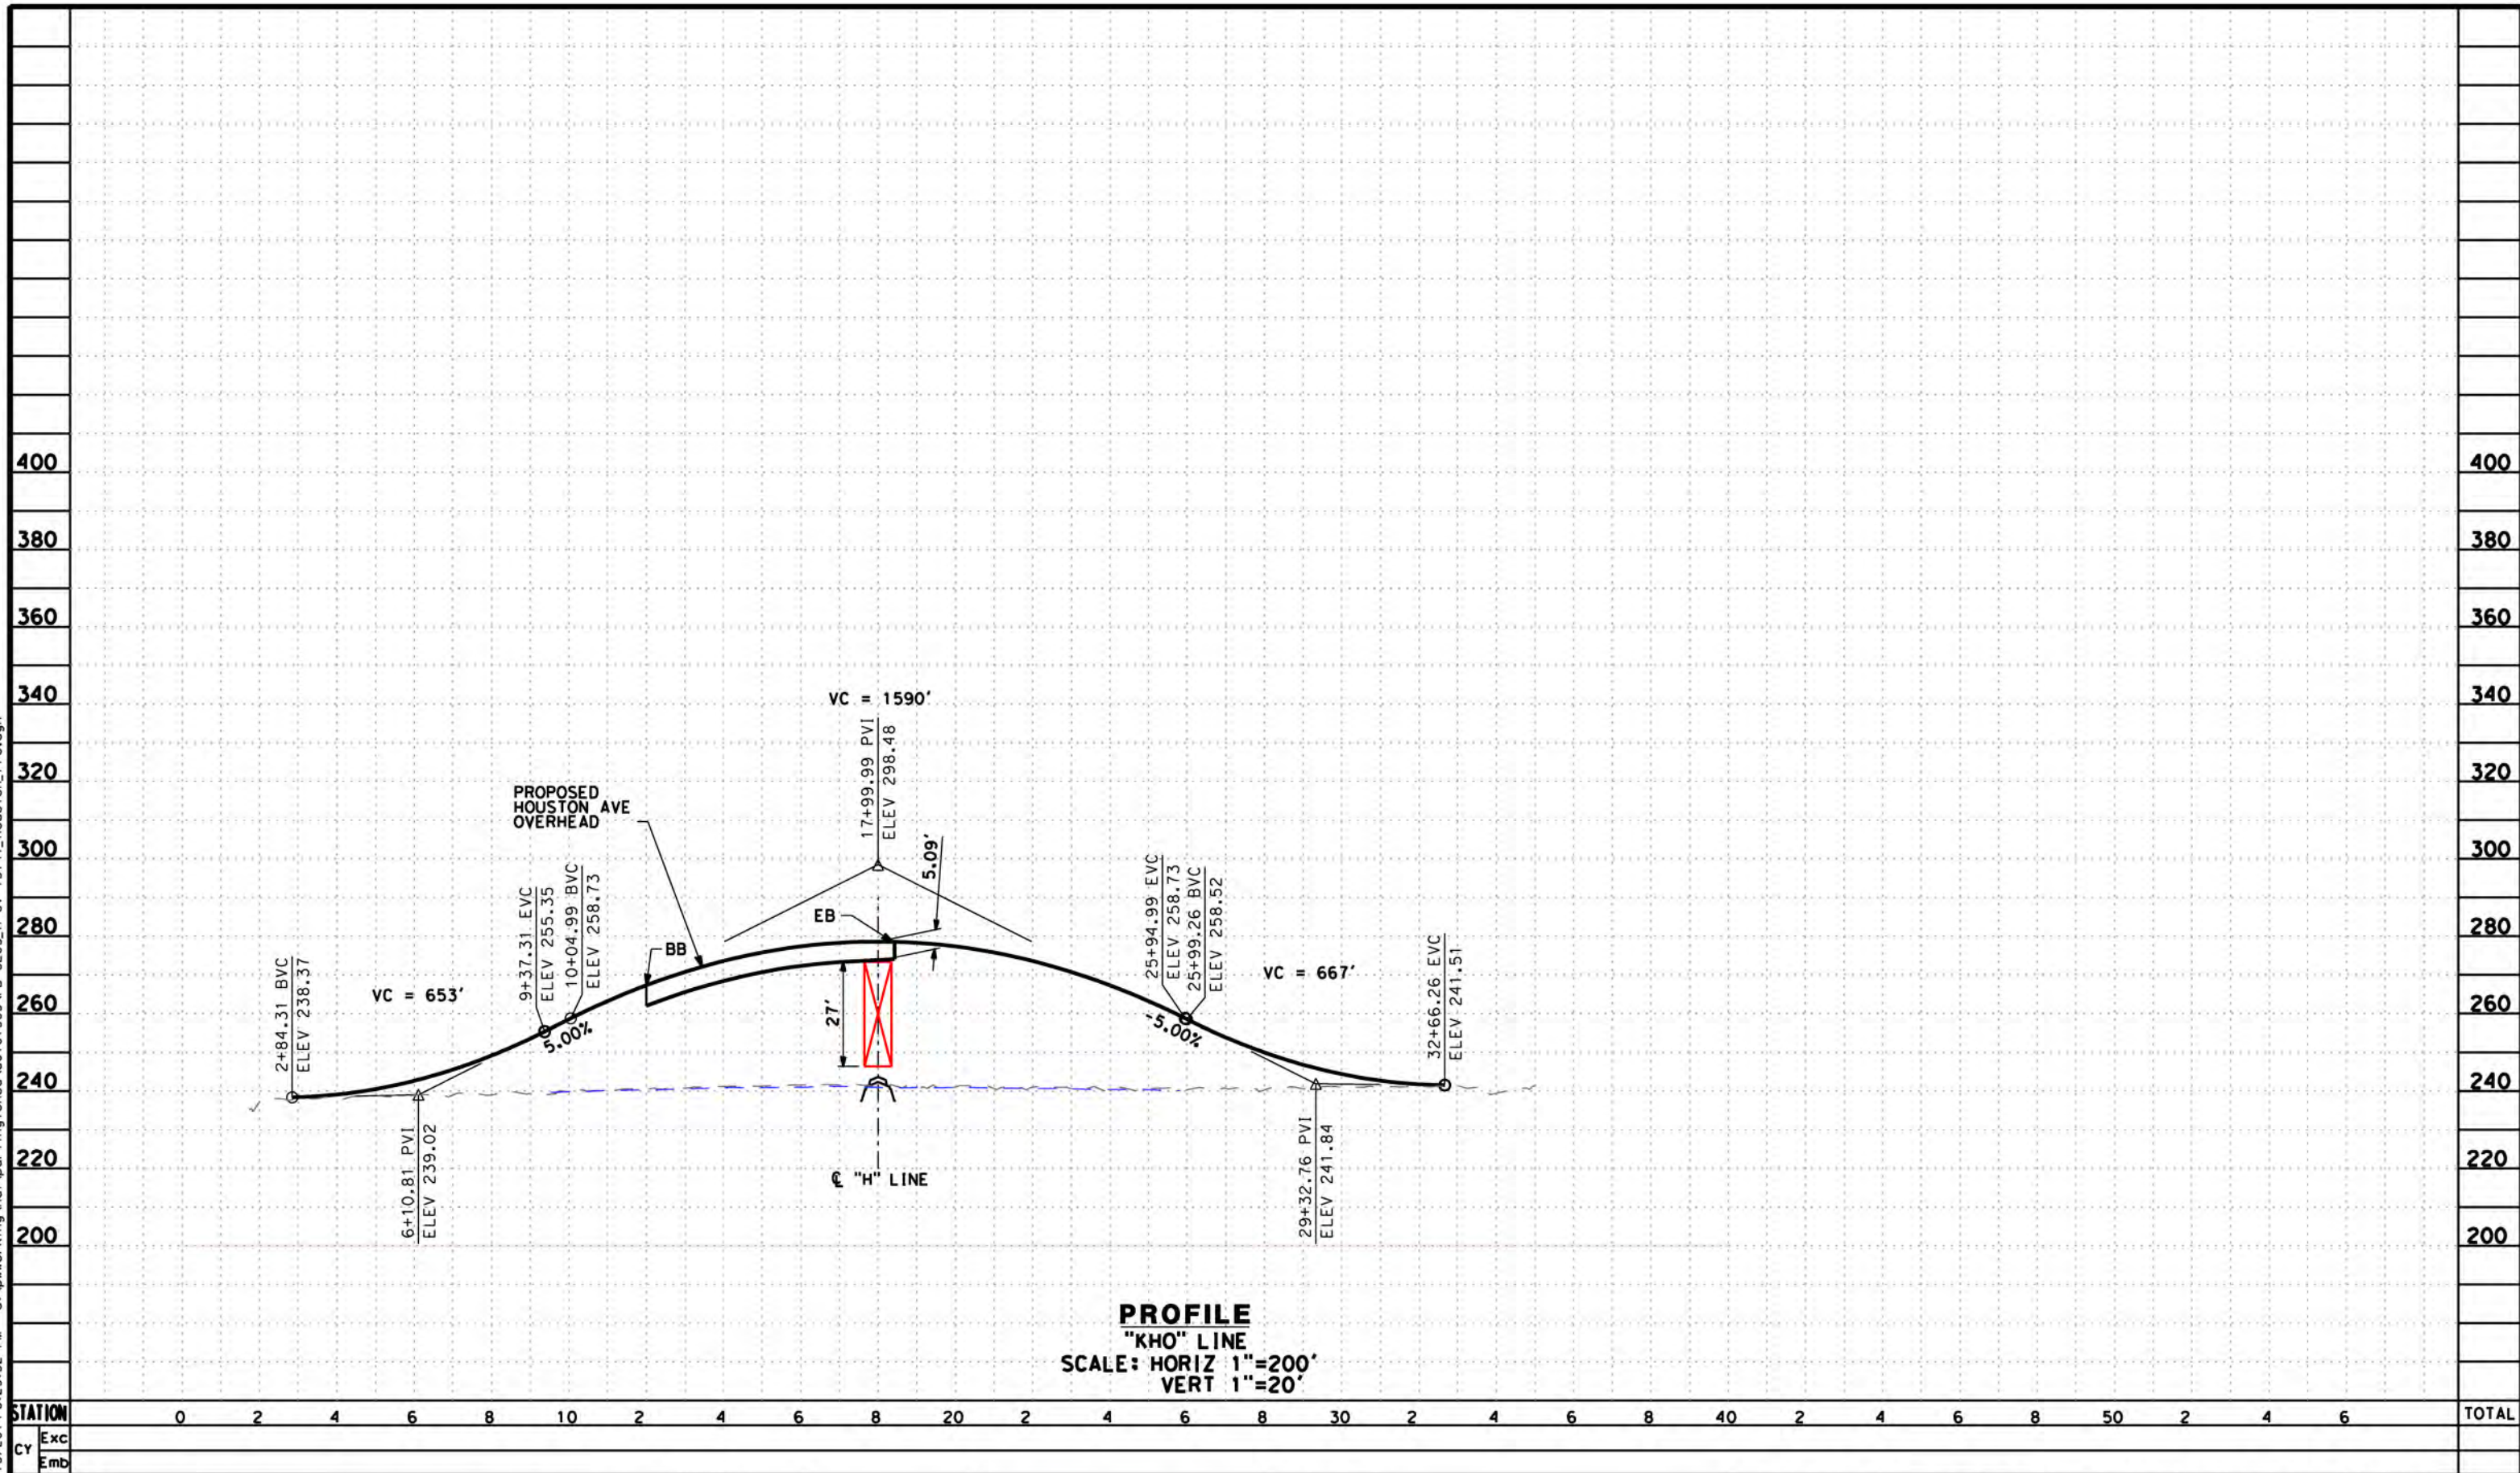 400 400
380 380
360 360
340 340
320 320
300 300
280 280
260 260
240 240
220 220
200 200
VC = 1590'
17+99.99 PVI
ELEV 298.48
PROPOSED
HOUSTON AVE
OVERHEAD
5.09'
EB
BB
2+84.31 BVC
ELEV 238.37
VC = 653'
9+37.31 EVC
ELEV 255.35
10+04.99 BVC
ELEV 258.73
5.00%
27'
25+94.99 EVC
ELEV 258.73
25+99.26 BVC
ELEV 258.52
VC = 667'
-5.00%
32+66.26 EVC
ELEV 241.51
6+10.81 PVI
ELEV 239.02
℄ "H" LINE
29+32.76 PVI
ELEV 241.84
PROFILE
"KHO" LINE
SCALE: HORIZ 1"=200'
VERT 1"=20'
STATION 0 2 4 6 8 10 2 4 6 8 20 2 4 6 8 30 2 4 6 8 40 2 4 6 8 50 2 4 6 TOTAL
CY Exc
Emb